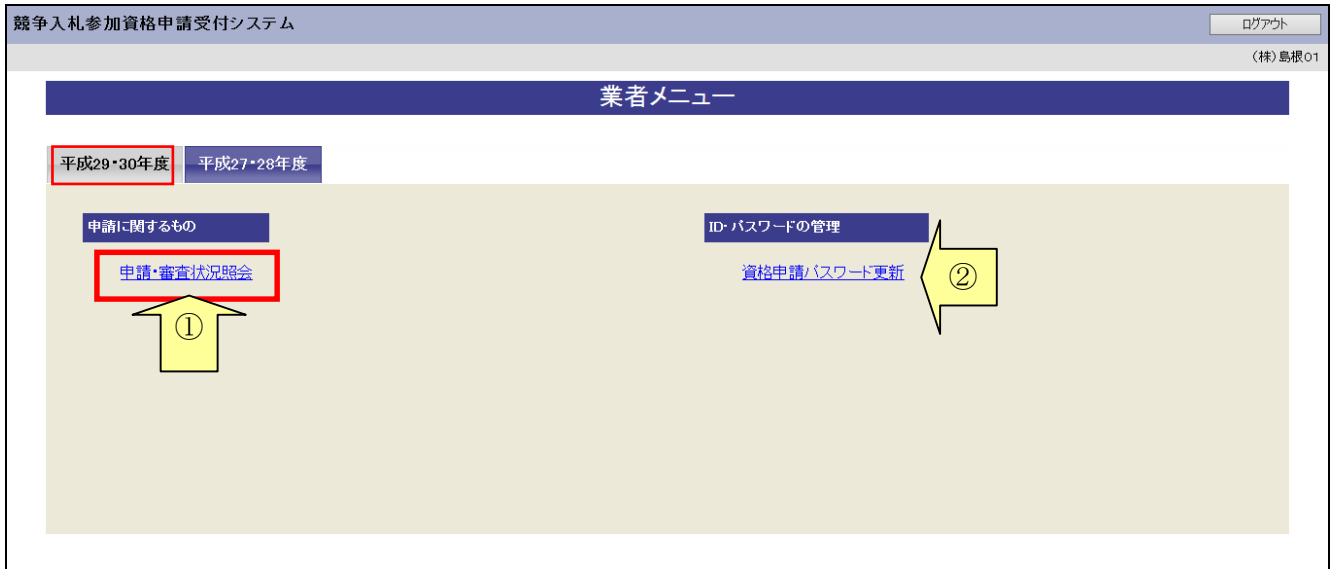 競争入札参加資格申請受付システム
ログアウト
(株)島根01
業者メニュー
平成29・30年度
平成27・28年度
申請に関するもの
ID・パスワードの管理
申請・審査状況照会
資格申請パスワード更新
①
②